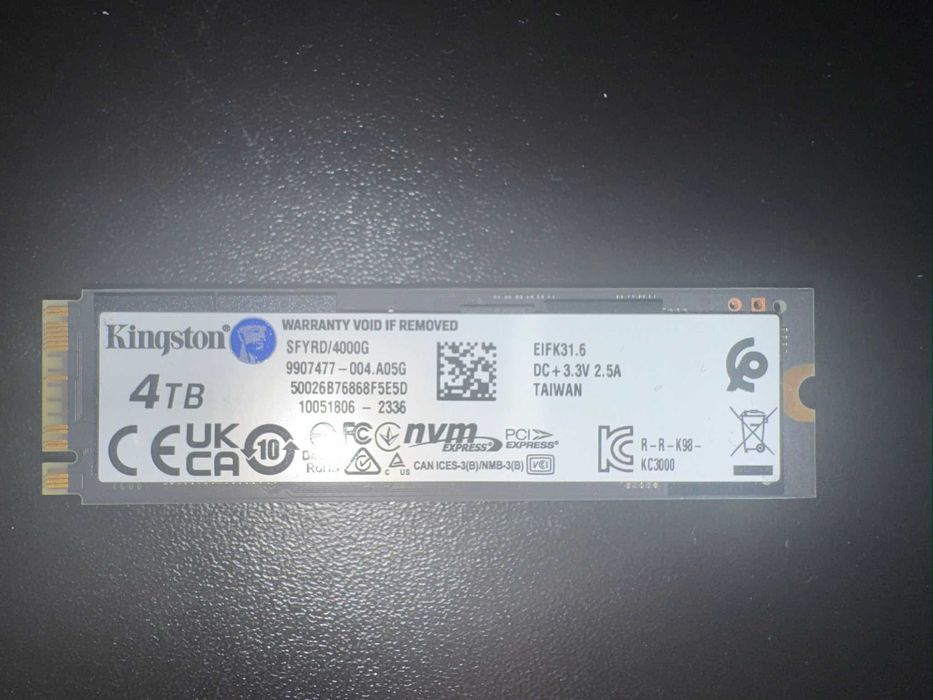 Kingston®
4TB
WARRANTY VOID IF REMOVED
SFYRD/4000G
9907477-004.A05G
50026B76868F5E5D
10051806 - 2336
EIFK31.6
DC + 3.3V 2.5A
TAIWAN
CE UK
CA
10
FC
nvm
EXPRESS
PCI
EXPRESS®
C US
CAN ICES-3(B)/NMB-3(B)
VCI
R-R-K98-
KC3000